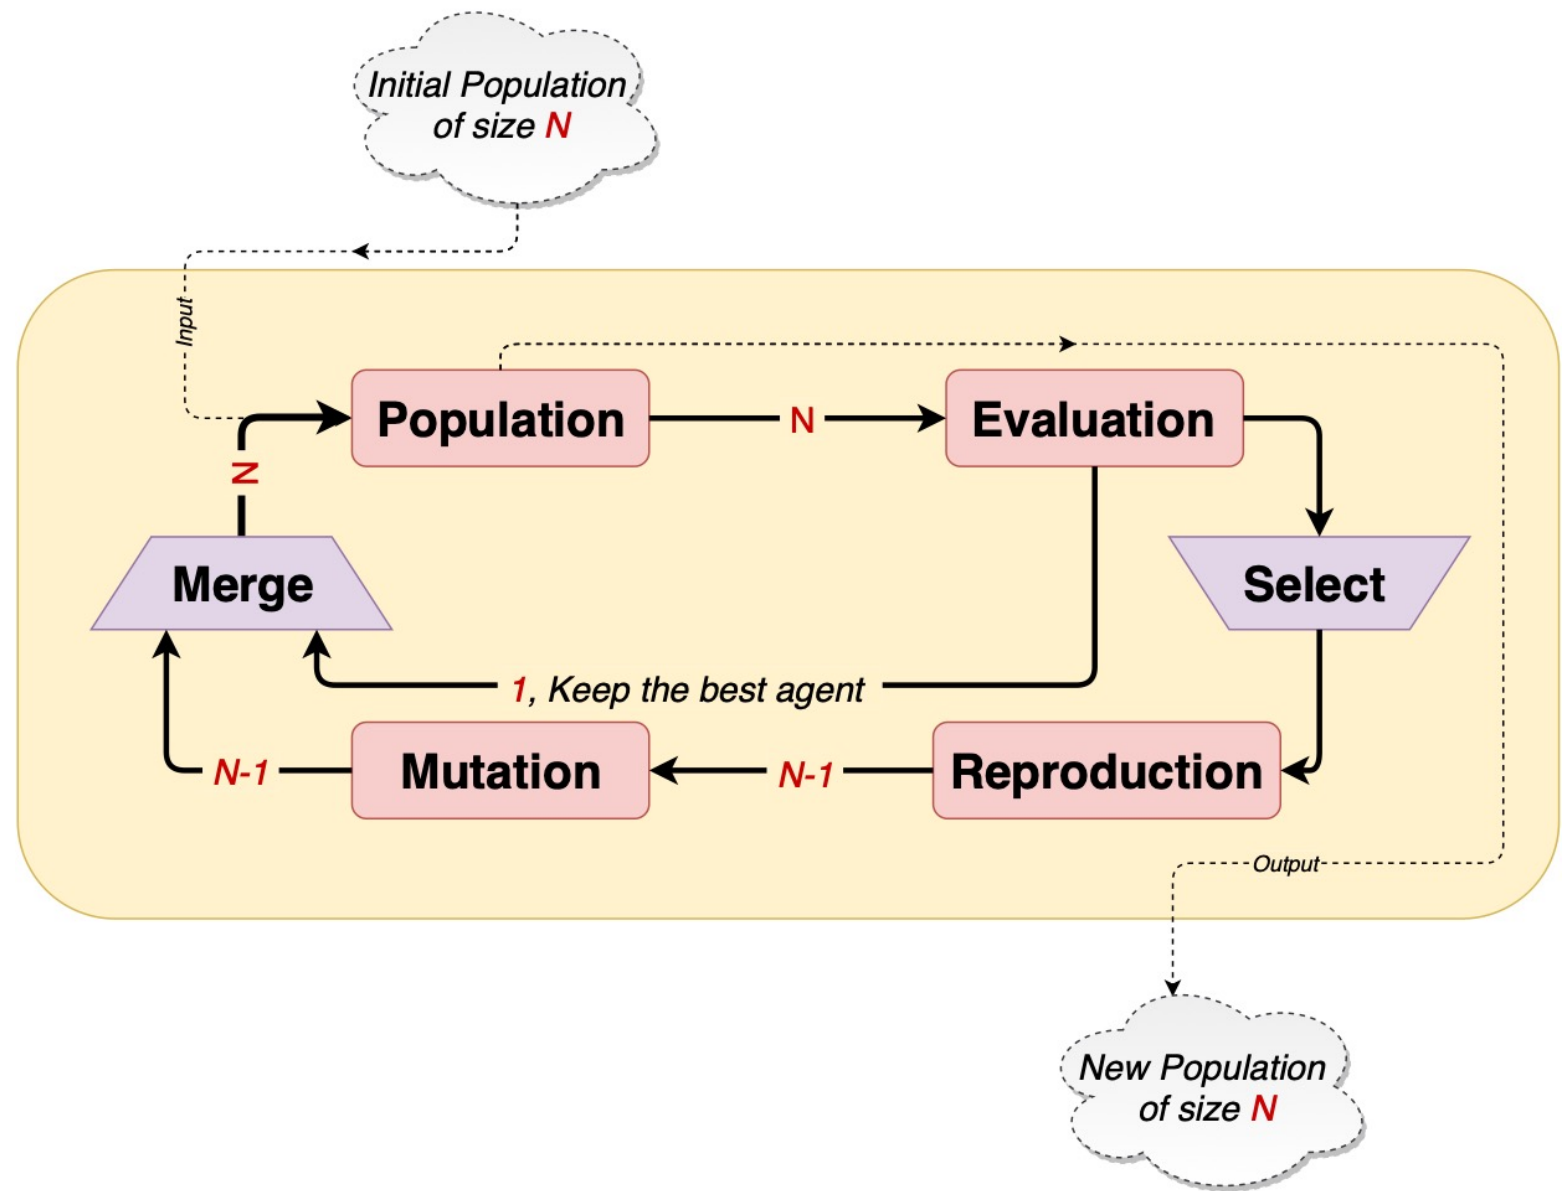 Initial Population
of size N
Input
Population
N
Evaluation
N
Merge
Select
1, Keep the best agent
N-1
Mutation
N-1
Reproduction
Output
New Population
of size N